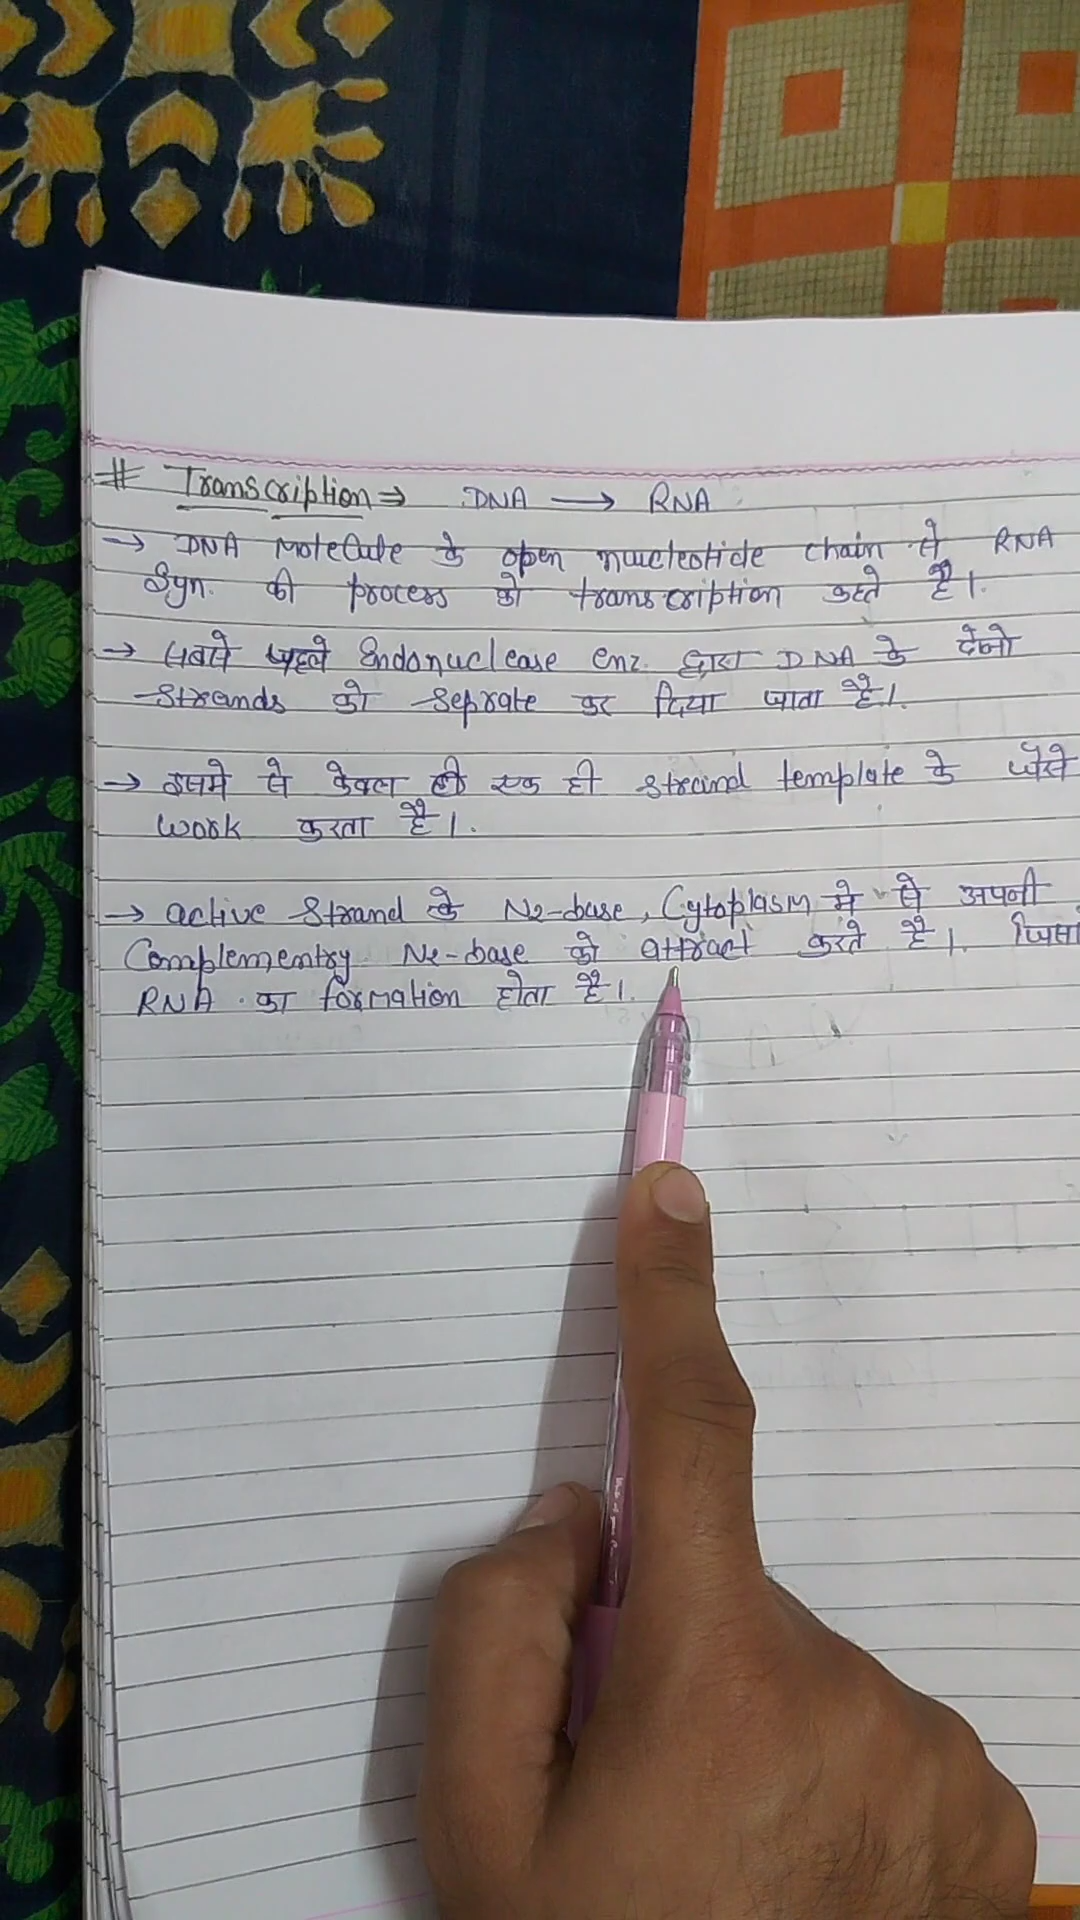 # Transcription ⇒ DNA → RNA
→ DNA Molecule के open nuucleotide chain से RNA
Syn. की process को transcription कहते है।.
→ सबसे पहले Endonuclease enz. द्वारा DNA के दोनो
Strands को Seprate कर दिया जाता है।.
→ इसमे से केवल ही एक ही Strand template के जैसे
work करता है।.
→ active Strand के N2-base, Cytoplasm मे से अपनी
Complementry N2-base को attract करते है।.
RNA का formation होता है।.